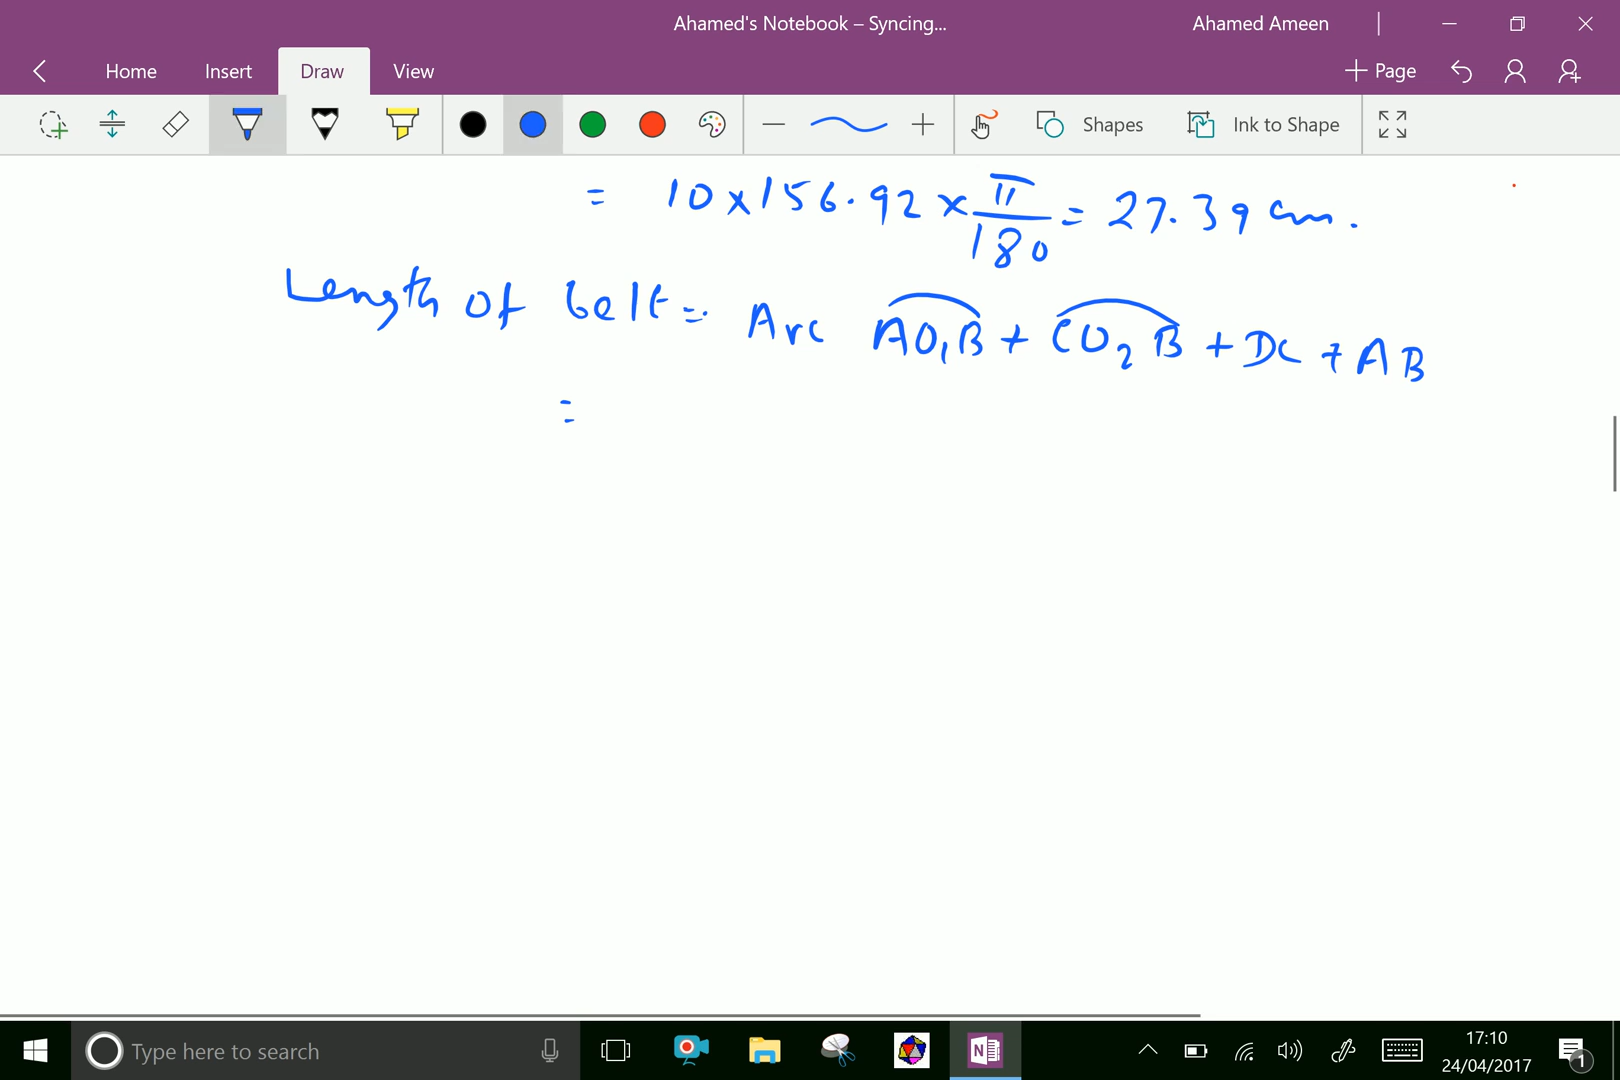 Ahamed's Notebook – Syncing...
Ahamed Ameen
Home Insert Draw View
Page
Shapes Ink to Shape
= 10 × 156.92 × π/180 = 27.39 cm.
Length of belt = Arc AO₁B + CO₂B + DC + AB
=
Type here to search
17:10
24/04/2017
1